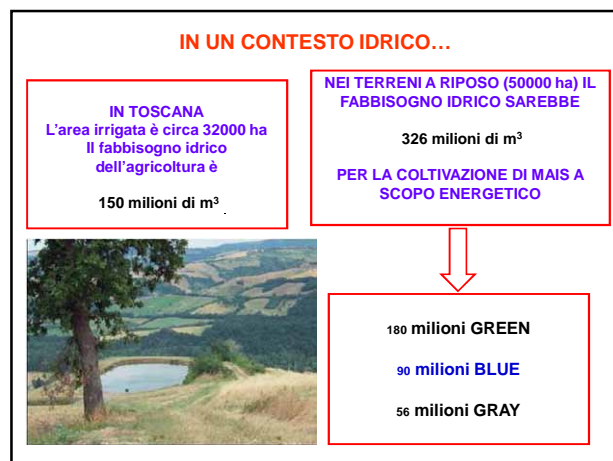 IN UN CONTESTO IDRICO…
IN TOSCANA
L'area irrigata è circa 32000 ha
Il fabbisogno idrico
dell'agricoltura è
150 milioni di m³.
NEI TERRENI A RIPOSO (50000 ha) IL
FABBISOGNO IDRICO SAREBBE
326 milioni di m³
PER LA COLTIVAZIONE DI MAIS A
SCOPO ENERGETICO
180 milioni GREEN
90 milioni BLUE
56 milioni GRAY